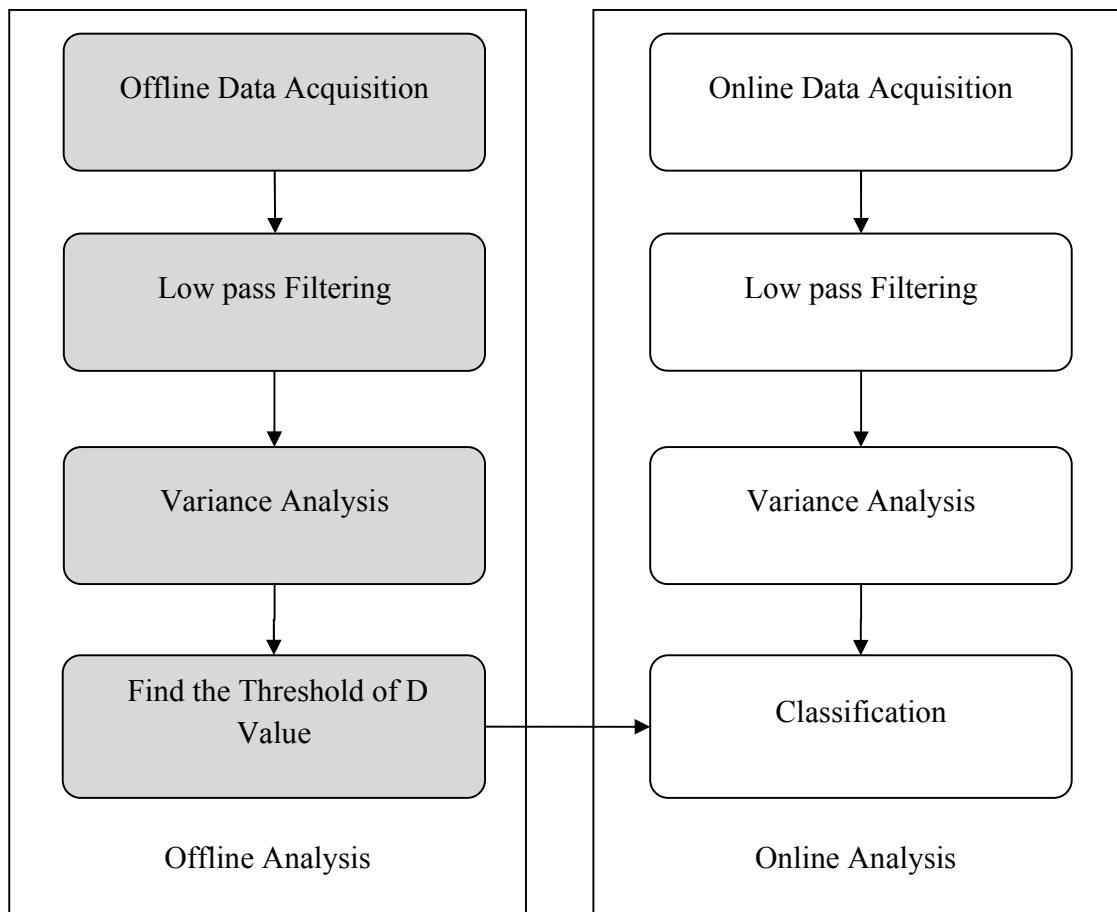 Offline Data Acquisition
Low pass Filtering
Variance Analysis
Find the Threshold of D
Value
Offline Analysis
Online Data Acquisition
Low pass Filtering
Variance Analysis
Classification
Online Analysis